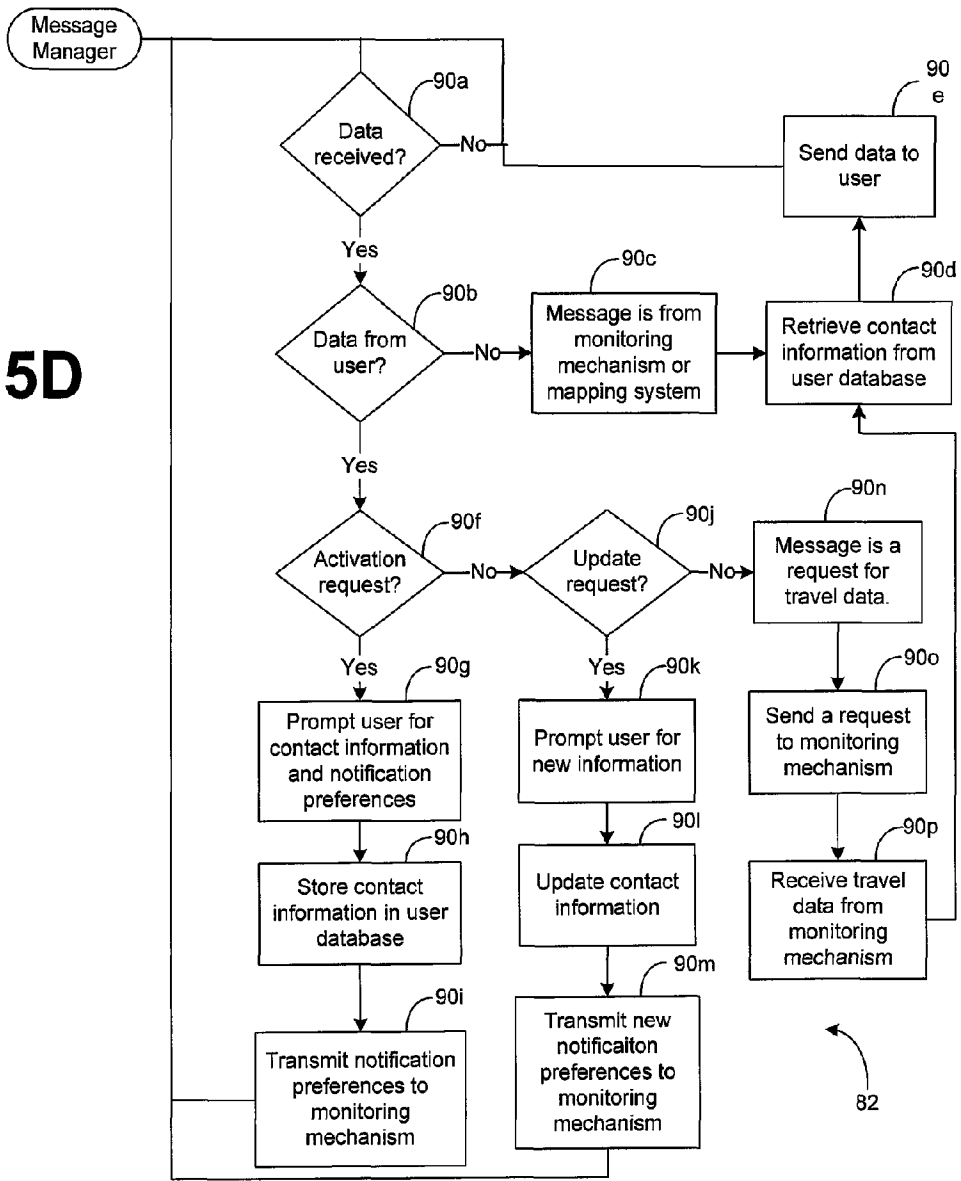 Message
Manager
90a
Data
received?
No
90
e
Send data to
user
Yes
90b
Data from
user?
No
90c
Message is from
monitoring
mechanism or
mapping system
90d
Retrieve contact
information from
user database
5D
Yes
90f
Activation
request?
No
90j
Update
request?
No
90n
Message is a
request for
travel data.
Yes
90g
Prompt user for
contact information
and notification
preferences
Yes
90k
Prompt user for
new information
90o
Send a request
to monitoring
mechanism
90h
Store contact
information in user
database
90l
Update contact
information
90p
Receive travel
data from
monitoring
mechanism
90i
Transmit notification
preferences to
monitoring
mechanism
90m
Transmit new
notificaiton
preferences to
monitoring
mechanism
82